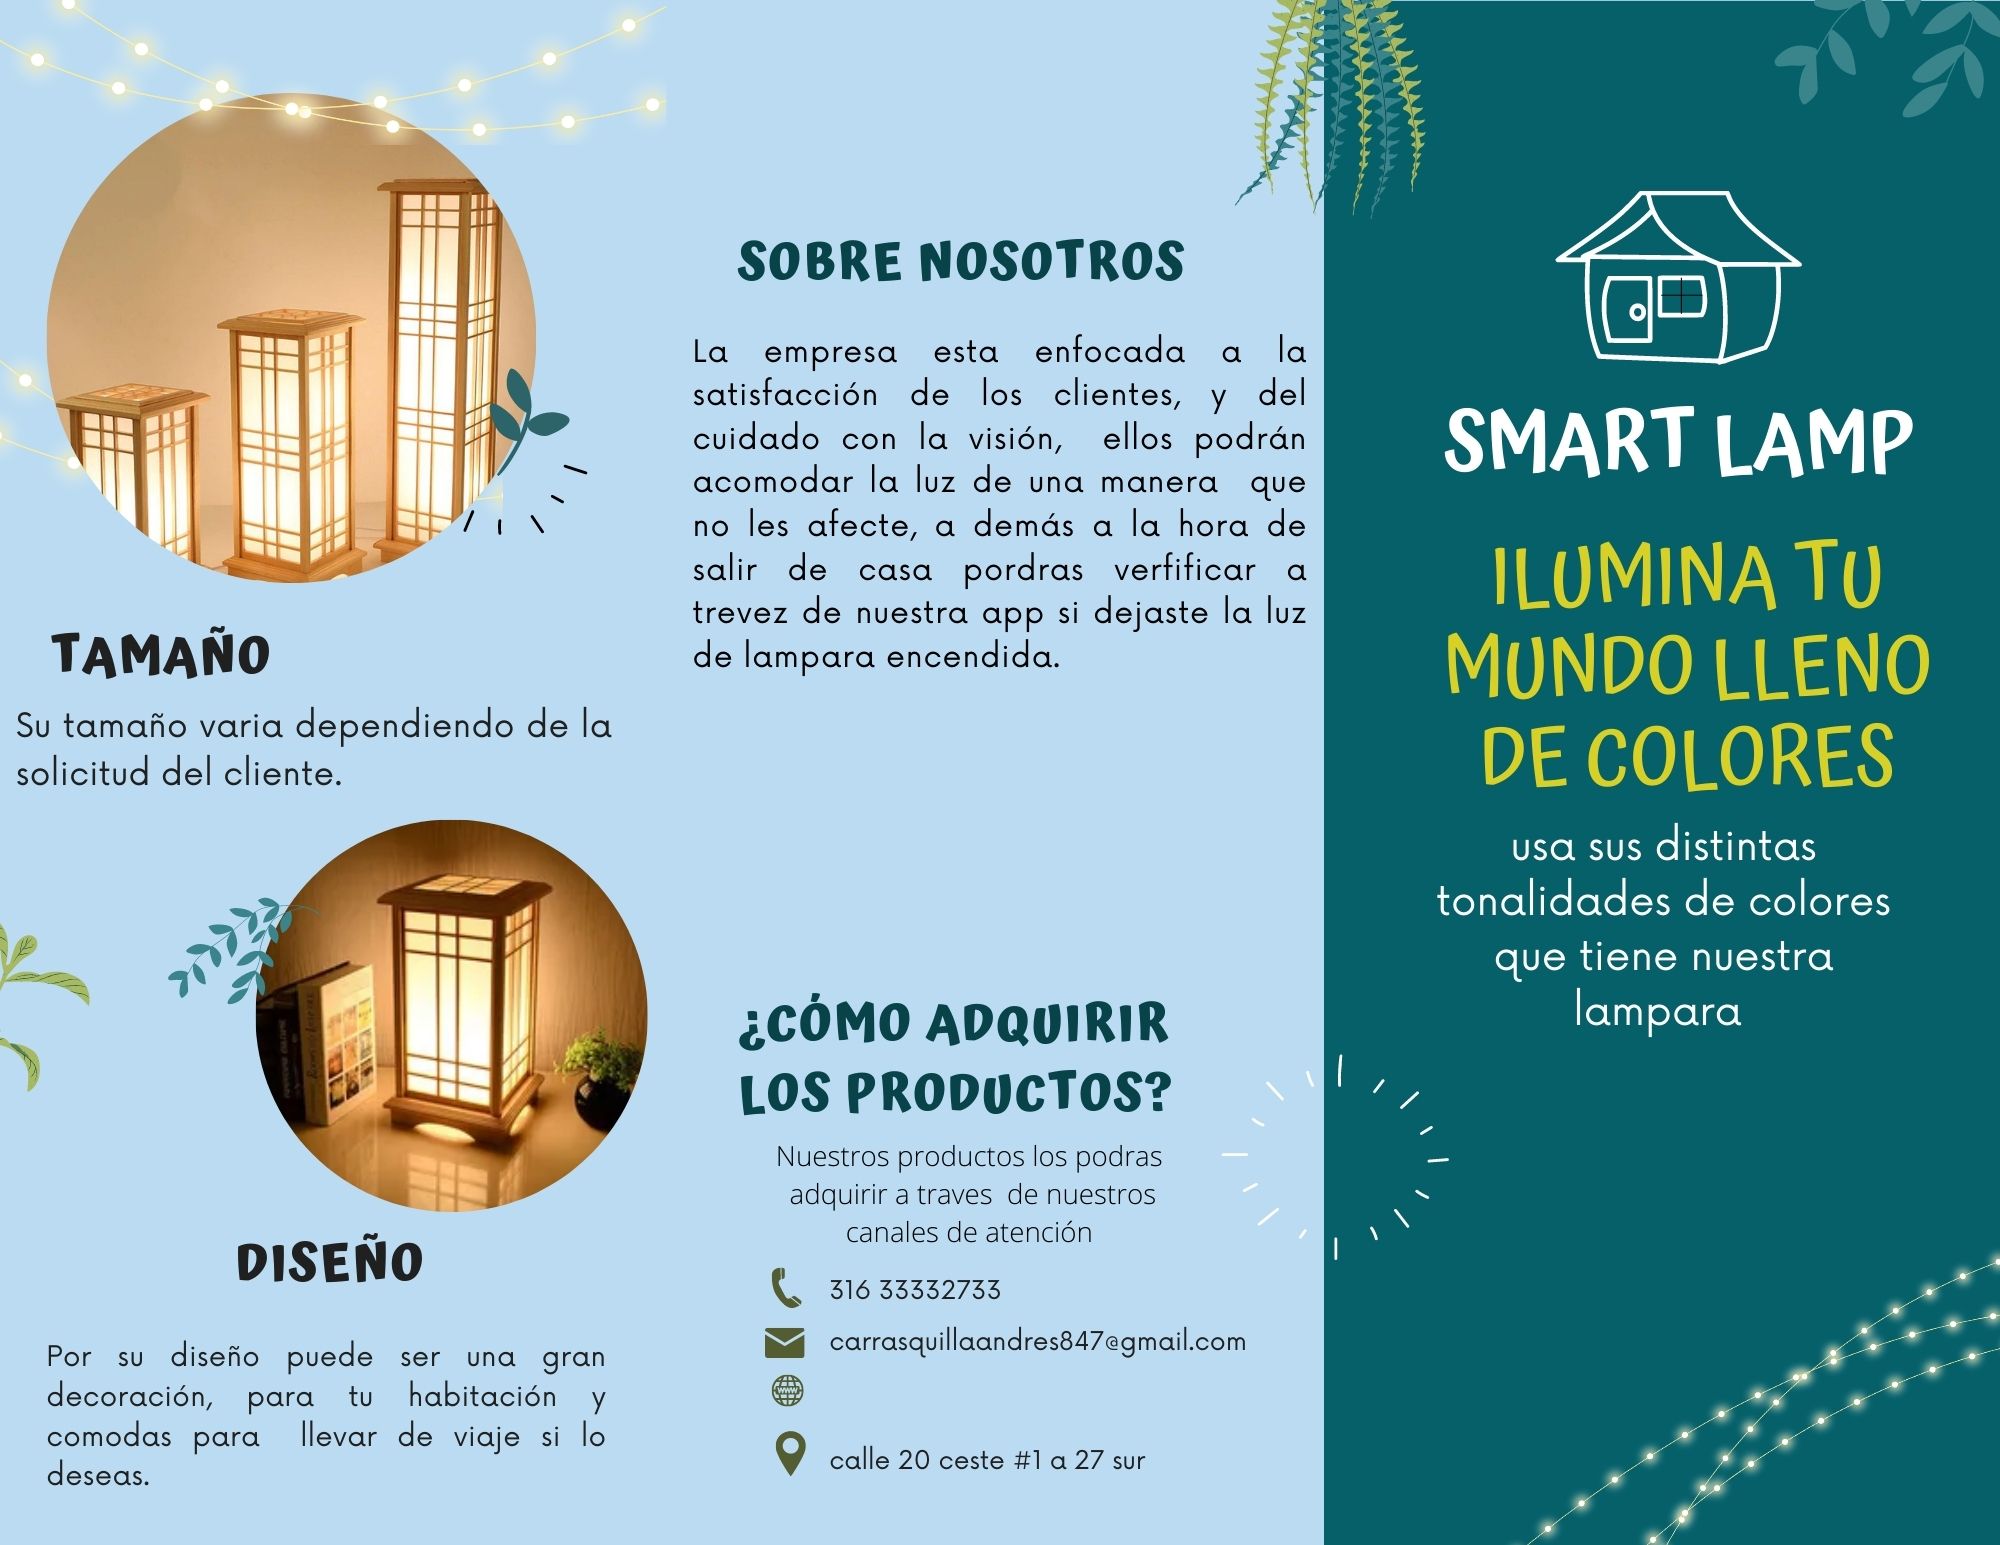 TAMAÑO
Su tamaño varia dependiendo de la
solicitud del cliente.
DISEÑO
Por su diseño puede ser una gran
decoración, para tu habitación y
comodas para llevar de viaje si lo
deseas.
SOBRE NOSOTROS
La empresa esta enfocada a la
satisfacción de los clientes, y del
cuidado con la visión, ellos podrán
acomodar la luz de una manera que
no les afecte, a demás a la hora de
salir de casa pordras verfificar a
trevez de nuestra app si dejaste la luz
de lampara encendida.
¿CÓMO ADQUIRIR
LOS PRODUCTOS?
Nuestros productos los podras
adquirir a traves de nuestros
canales de atención
316 33332733
carrasquillaandres847@gmail.com
www
calle 20 ceste #1 a 27 sur
SMART LAMP
ILUMINA TU
MUNDO LLENO
DE COLORES
usa sus distintas
tonalidades de colores
que tiene nuestra
lampara